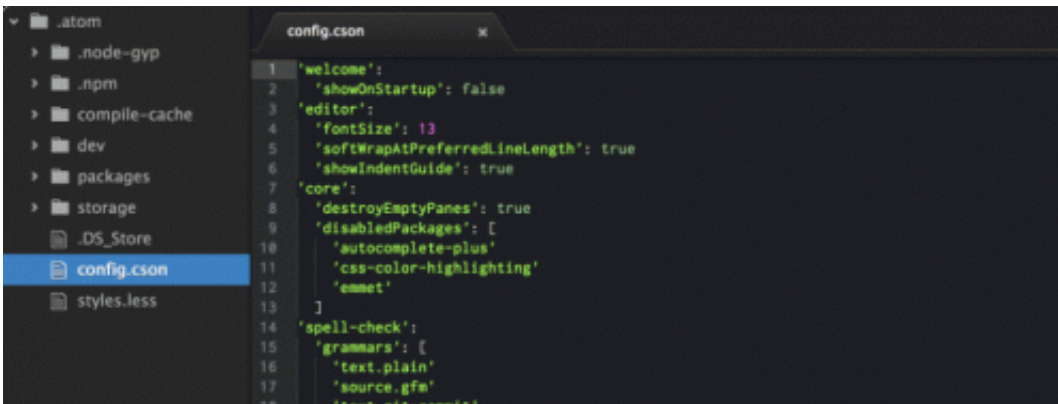 .atom
.node-gyp
.npm
compile-cache
dev
packages
storage
.DS_Store
config.cson
styles.less
config.cson ×
1 'welcome':
2 'showOnStartup': false
3 'editor':
4 'fontSize': 13
5 'softWrapAtPreferredLineLength': true
6 'showIndentGuide': true
7 'core':
8 'destroyEmptyPanes': true
9 'disabledPackages': [
10 'autocomplete-plus'
11 'css-color-highlighting'
12 'emmet'
13 ]
14 'spell-check':
15 'grammars': [
16 'text.plain'
17 'source.gfm'